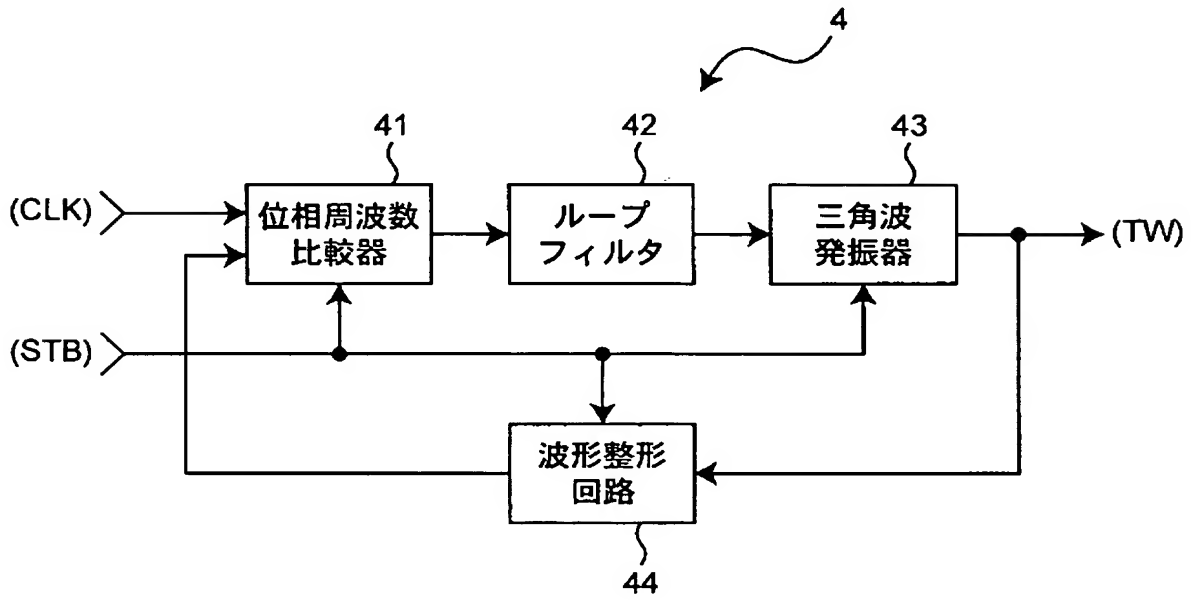 4
41
42
43
(CLK)
位相周波数
比較器
ループ
フィルタ
三角波
発振器
(TW)
(STB)
波形整形
回路
44